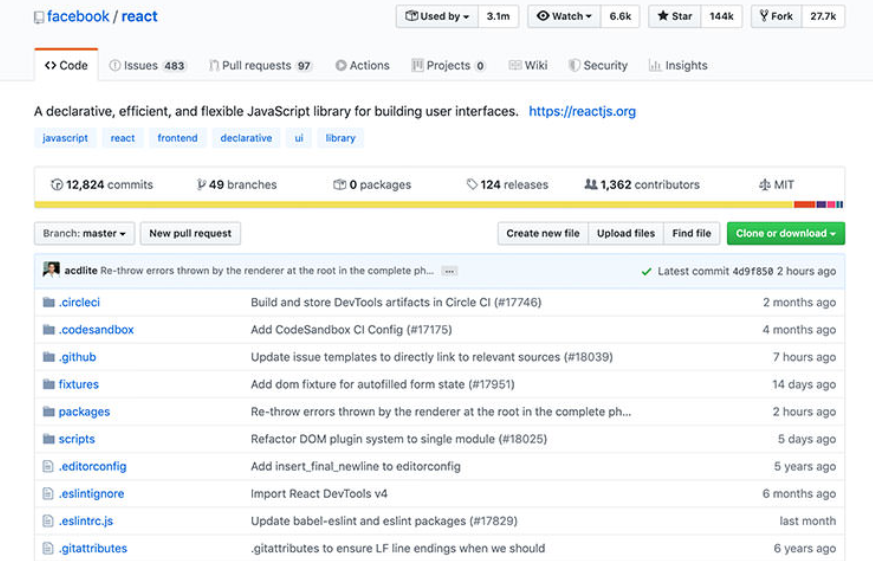 facebook / react Used by 3.1m Watch 6.6k Star 144k Fork 27.7k
Code Issues 483 Pull requests 97 Actions Projects 0 Wiki Security Insights
A declarative, efficient, and flexible JavaScript library for building user interfaces. https://reactjs.org
javascript react frontend declarative ui library
12,824 commits 49 branches 0 packages 124 releases 1,362 contributors MIT
Branch: master New pull request Create new file Upload files Find file Clone or download
acdlite Re-throw errors thrown by the renderer at the root in the complete ph... ... Latest commit 4d9f850 2 hours ago
.circleci Build and store DevTools artifacts in Circle CI (#17746) 2 months ago
.codesandbox Add CodeSandbox CI Config (#17175) 4 months ago
.github Update issue templates to directly link to relevant sources (#18039) 7 hours ago
fixtures Add dom fixture for autofilled form state (#17951) 14 days ago
packages Re-throw errors thrown by the renderer at the root in the complete ph... 2 hours ago
scripts Refactor DOM plugin system to single module (#18025) 5 days ago
.editorconfig Add insert_final_newline to editorconfig 5 years ago
.eslintignore Import React DevTools v4 6 months ago
.eslintrc.js Update babel-eslint and eslint packages (#17829) last month
.gitattributes .gitattributes to ensure LF line endings when we should 6 years ago